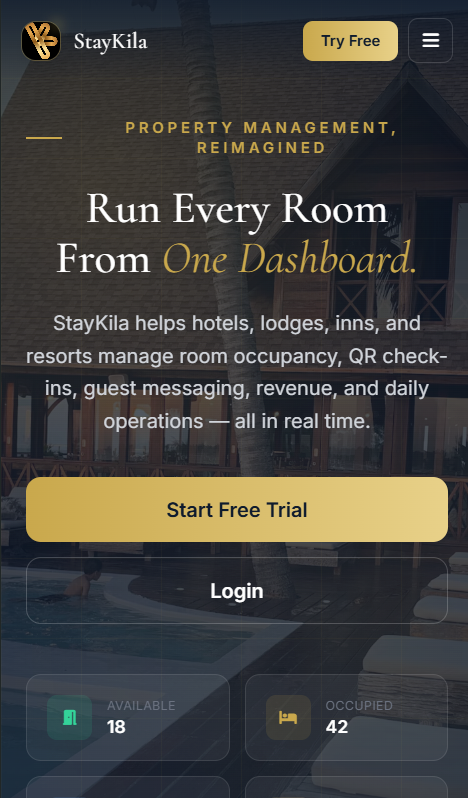 StayKila
Try Free
PROPERTY MANAGEMENT,
REIMAGINED
Run Every Room
From One Dashboard.
StayKila helps hotels, lodges, inns, and
resorts manage room occupancy, QR check-
ins, guest messaging, revenue, and daily
operations — all in real time.
Start Free Trial
Login
AVAILABLE
18
OCCUPIED
42